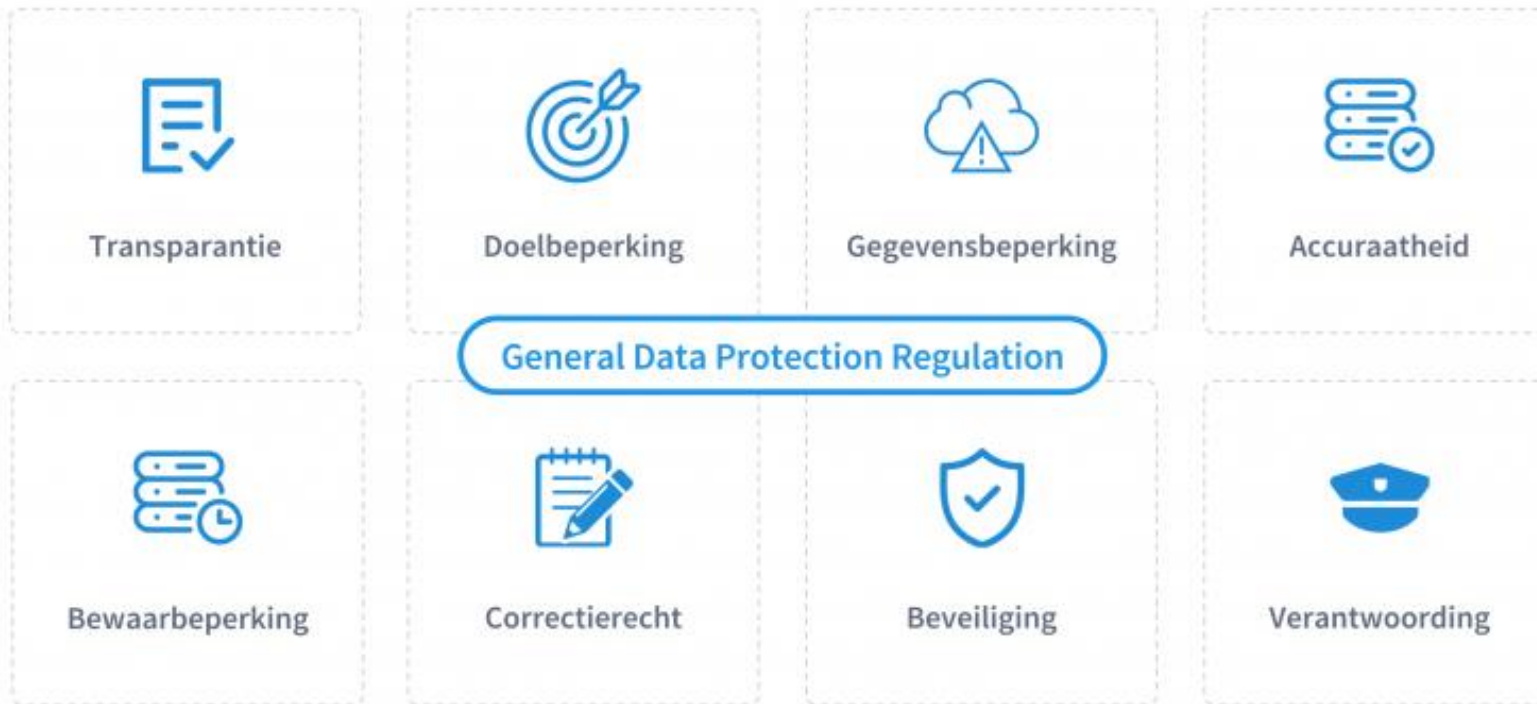 Transparantie
Doelbeperking
Gegevensbeperking
Accuraatheid
General Data Protection Regulation
Bewaarbeperking
Correctierecht
Beveiliging
Verantwoording